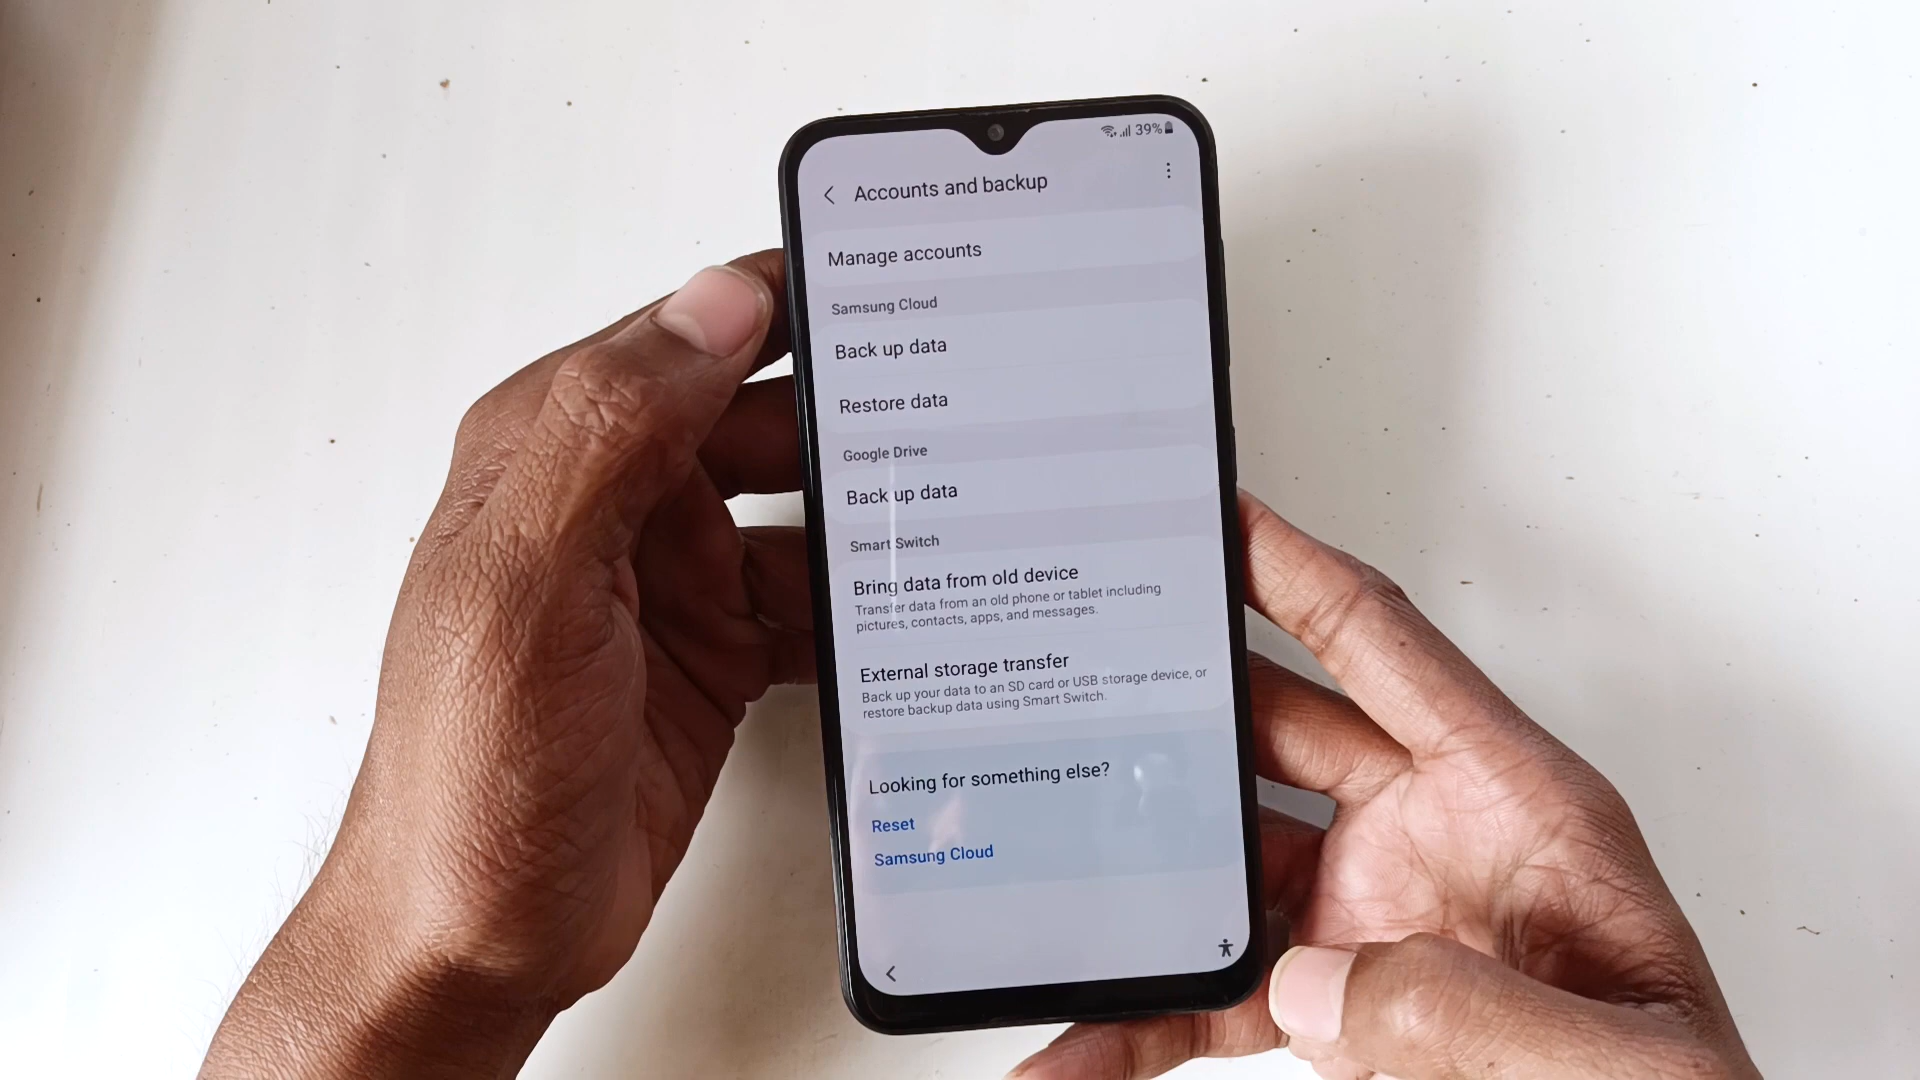 39%
Accounts and backup
Manage accounts
Samsung Cloud
Back up data
Restore data
Google Drive
Back up data
Smart Switch
Bring data from old device
Transfer data from an old phone or tablet including
pictures, contacts, apps, and messages.
External storage transfer
Back up your data to an SD card or USB storage device, or
restore backup data using Smart Switch.
Looking for something else?
Reset
Samsung Cloud